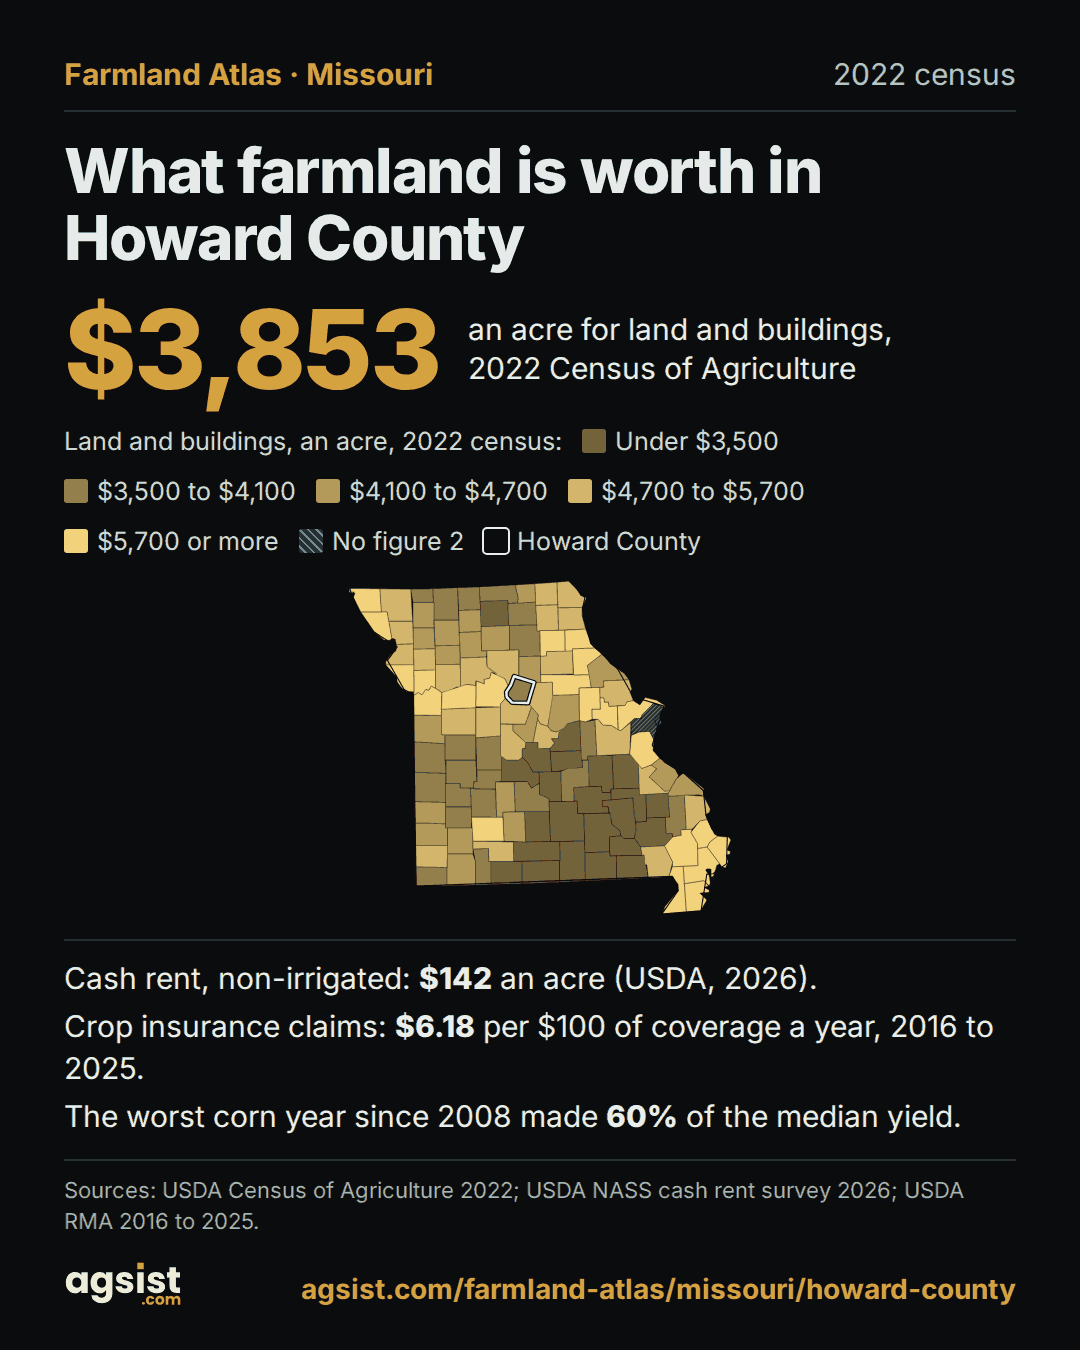 Farmland Atlas · Missouri
2022 census
What farmland is worth in
Howard County
$3,853
an acre for land and buildings,
2022 Census of Agriculture
Land and buildings, an acre, 2022 census: Under $3,500
$3,500 to $4,100 $4,100 to $4,700 $4,700 to $5,700
$5,700 or more No figure 2 Howard County
Cash rent, non-irrigated: $142 an acre (USDA, 2026).
Crop insurance claims: $6.18 per $100 of coverage a year, 2016 to
2025.
The worst corn year since 2008 made 60% of the median yield.
Sources: USDA Census of Agriculture 2022; USDA NASS cash rent survey 2026; USDA
RMA 2016 to 2025.
agsist
.com
agsist.com/farmland-atlas/missouri/howard-county